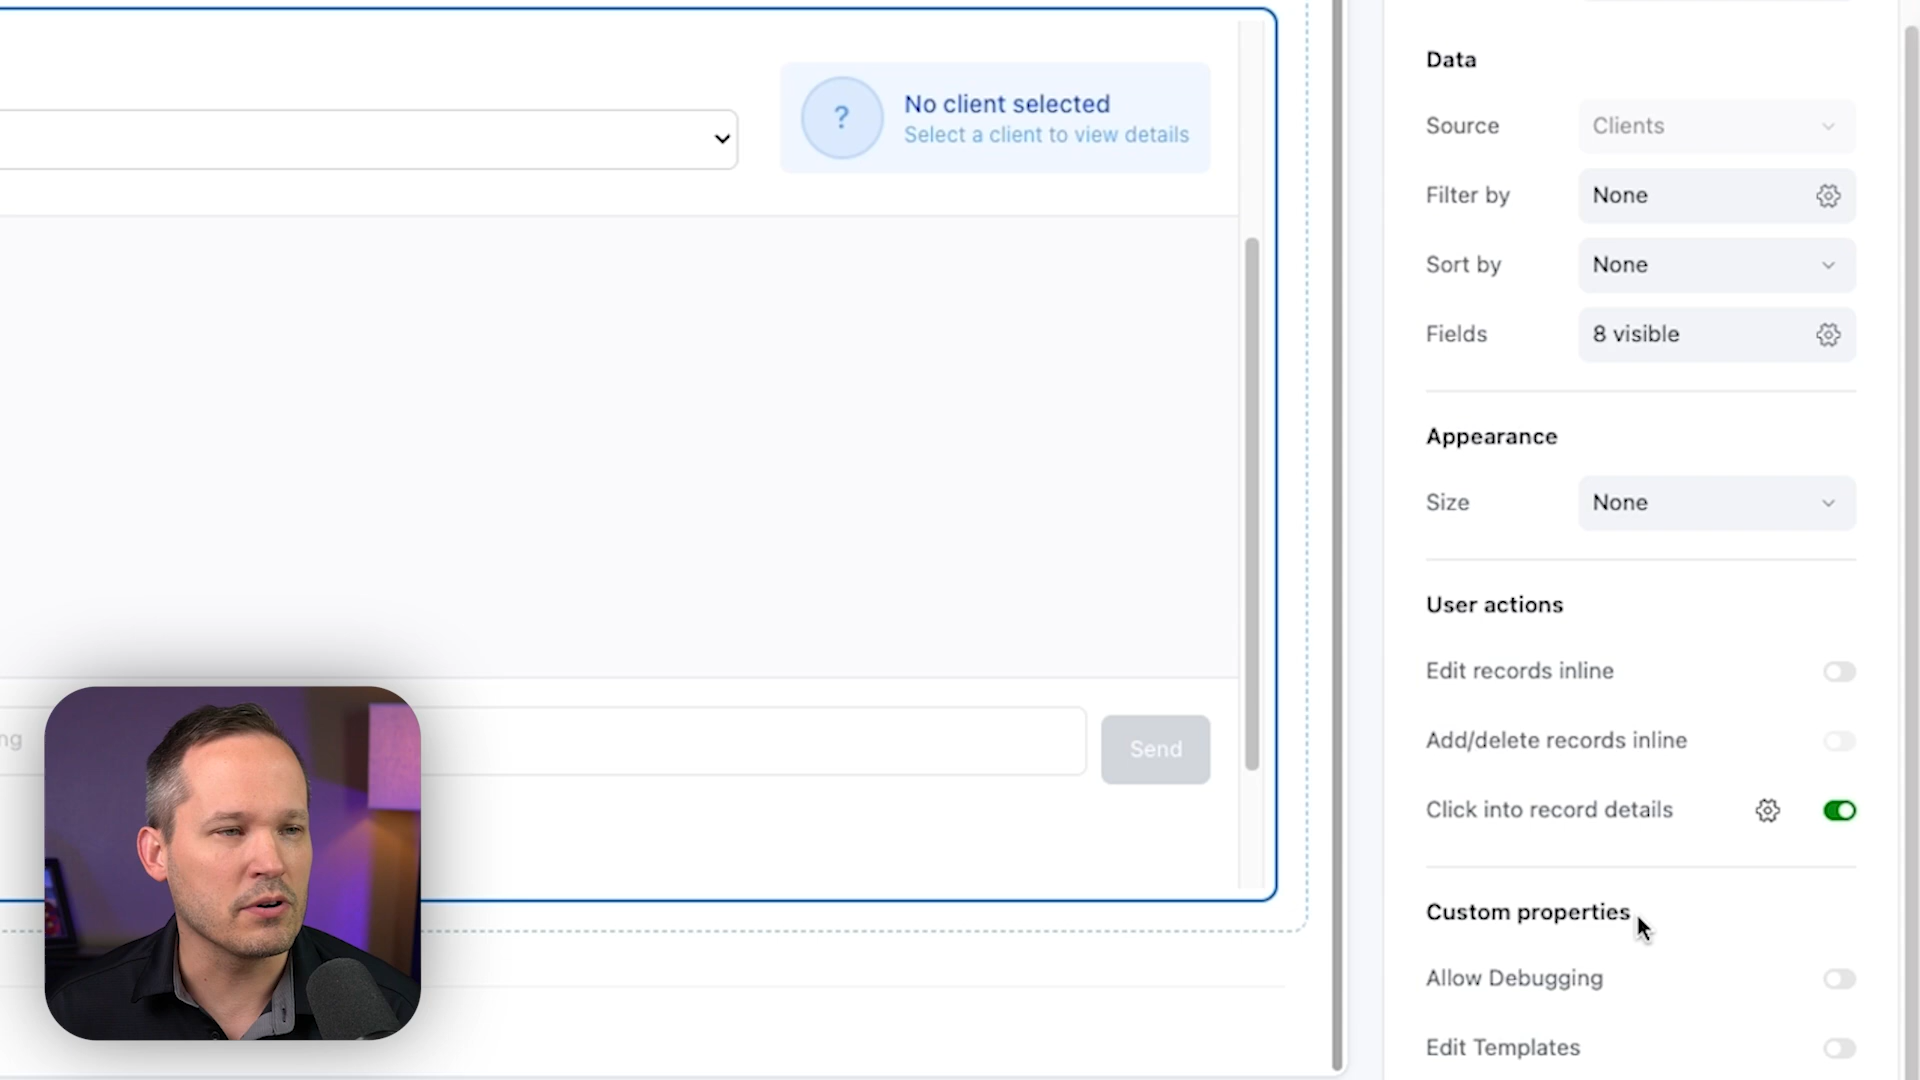 ?
No client selected
Select a client to view details
ng
Send
Data
Source
Clients
Filter by
None
Sort by
None
Fields
8 visible
Appearance
Size
None
User actions
Edit records inline
Add/delete records inline
Click into record details
Custom properties
Allow Debugging
Edit Templates